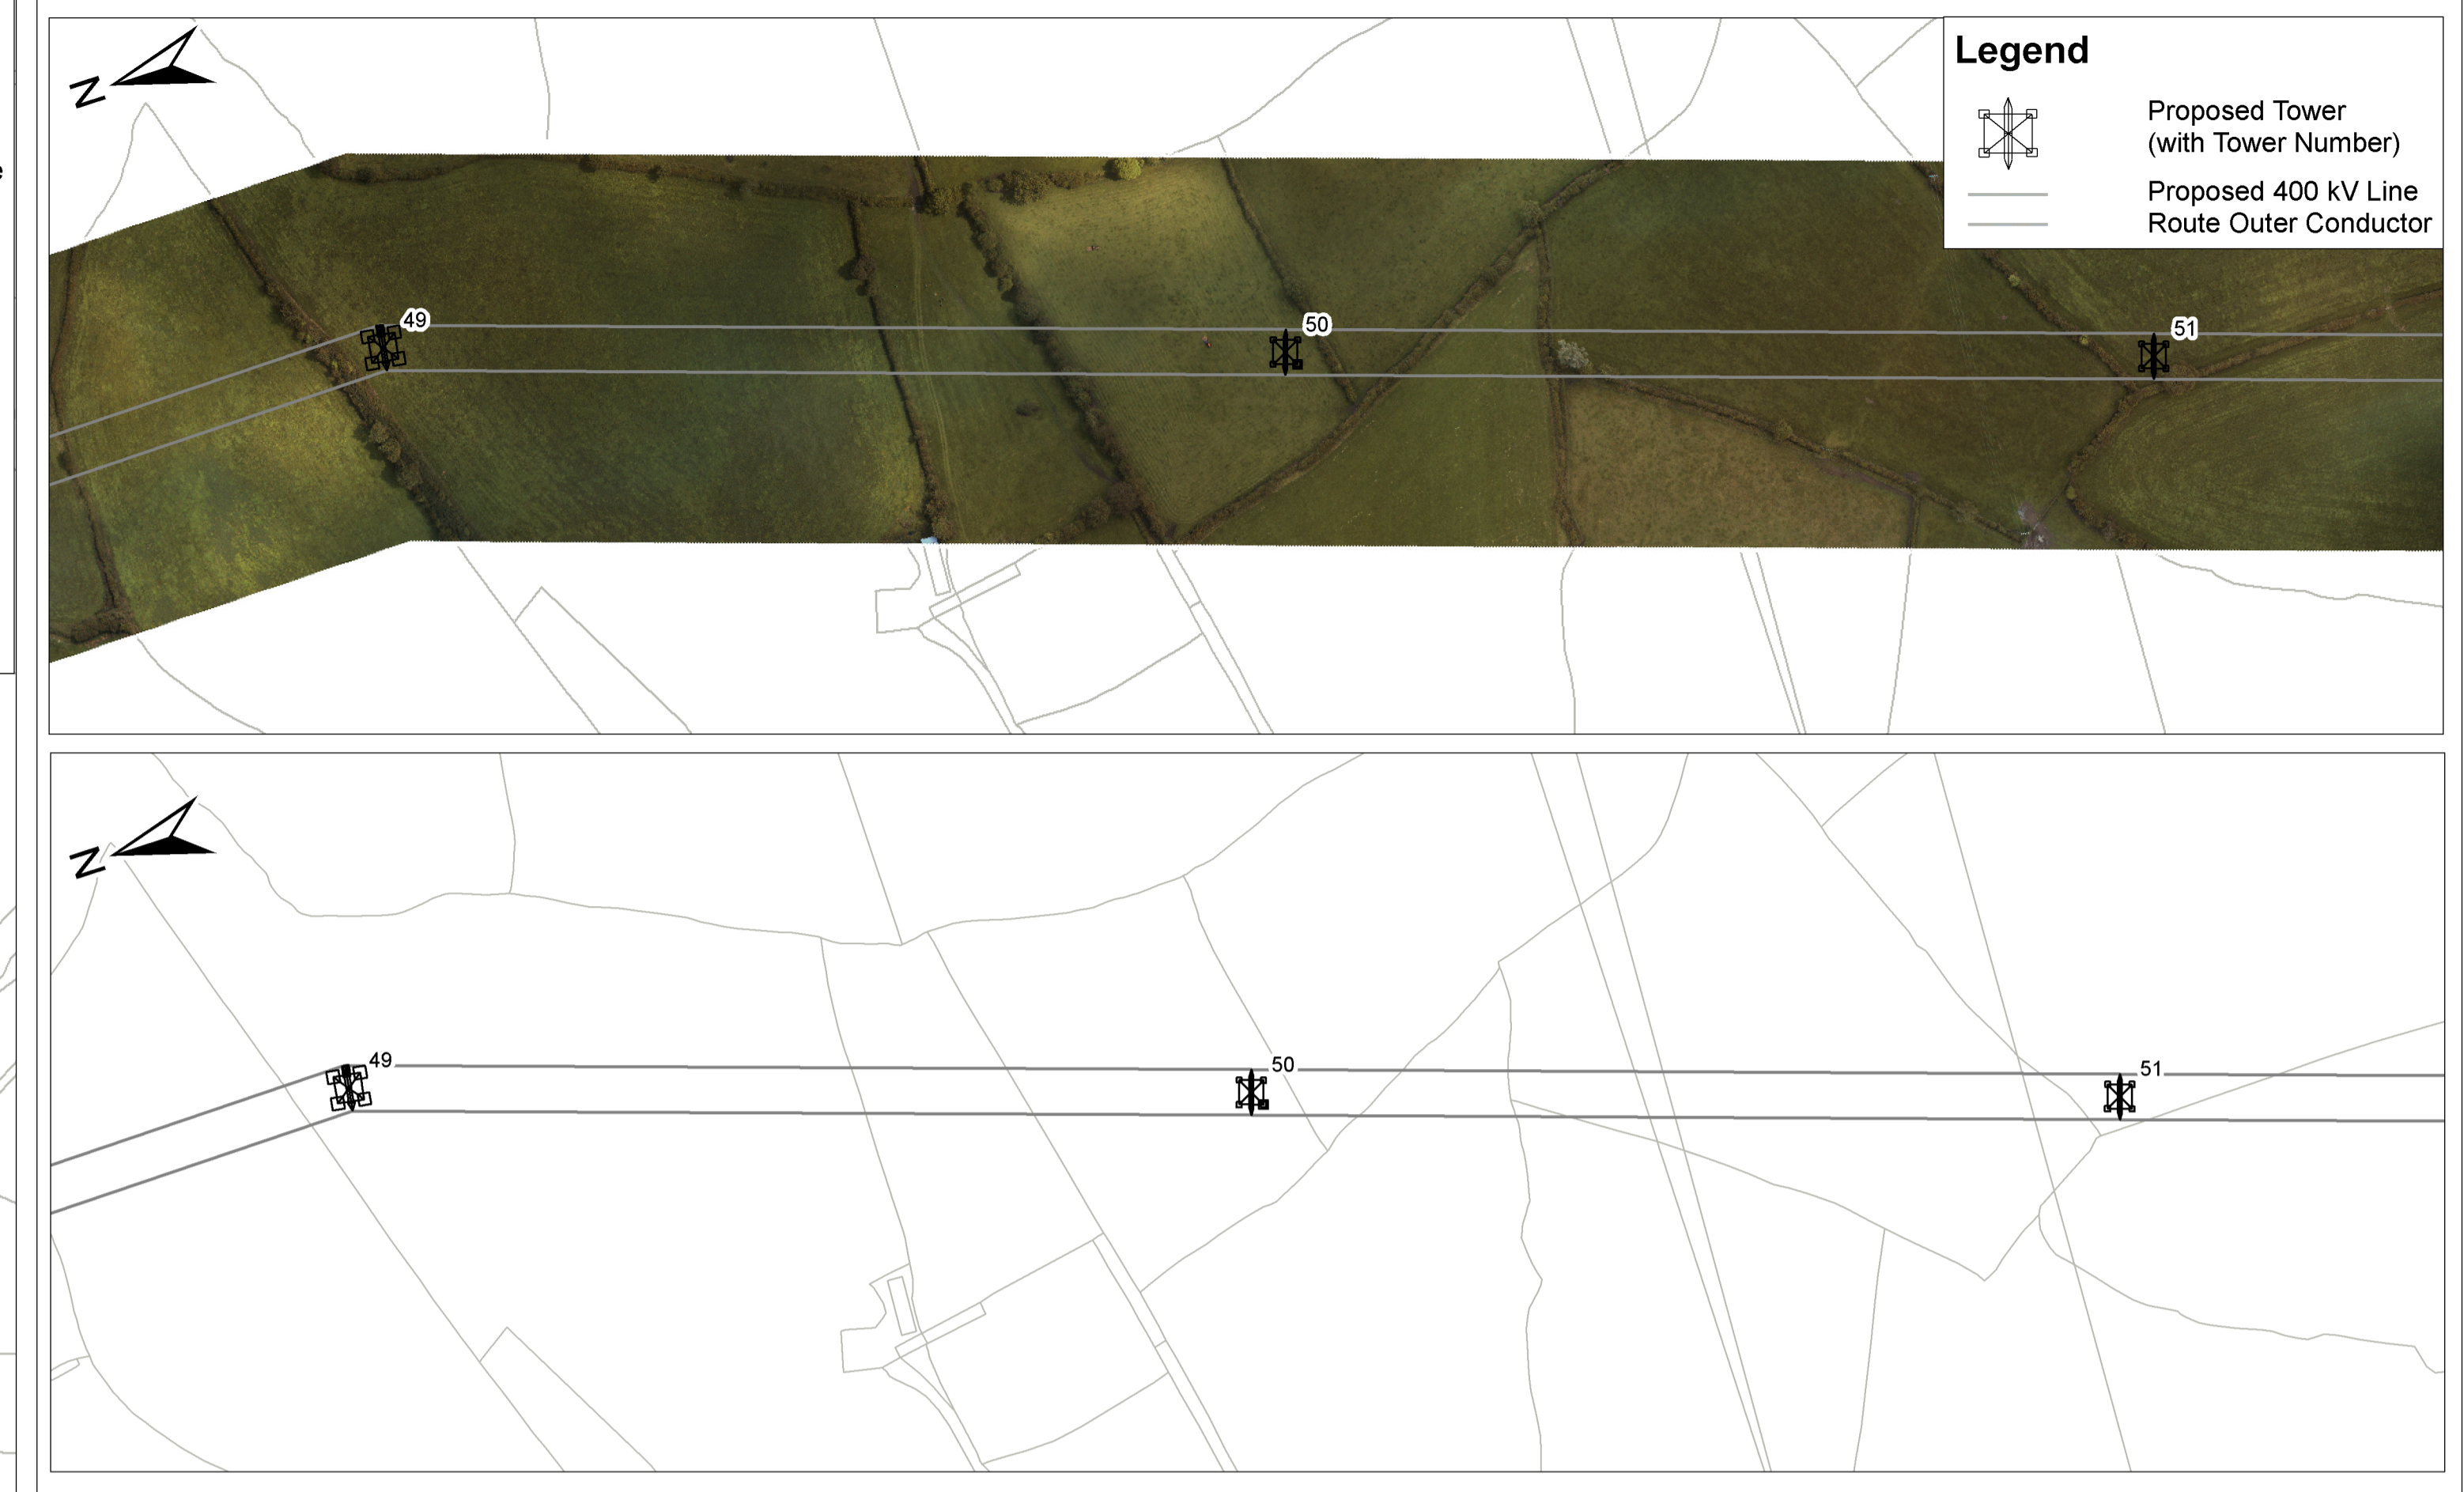 N
Legend
Proposed Tower
(with Tower Number)
Proposed 400 kV Line
Route Outer Conductor
49
50
51
N
49
50
51